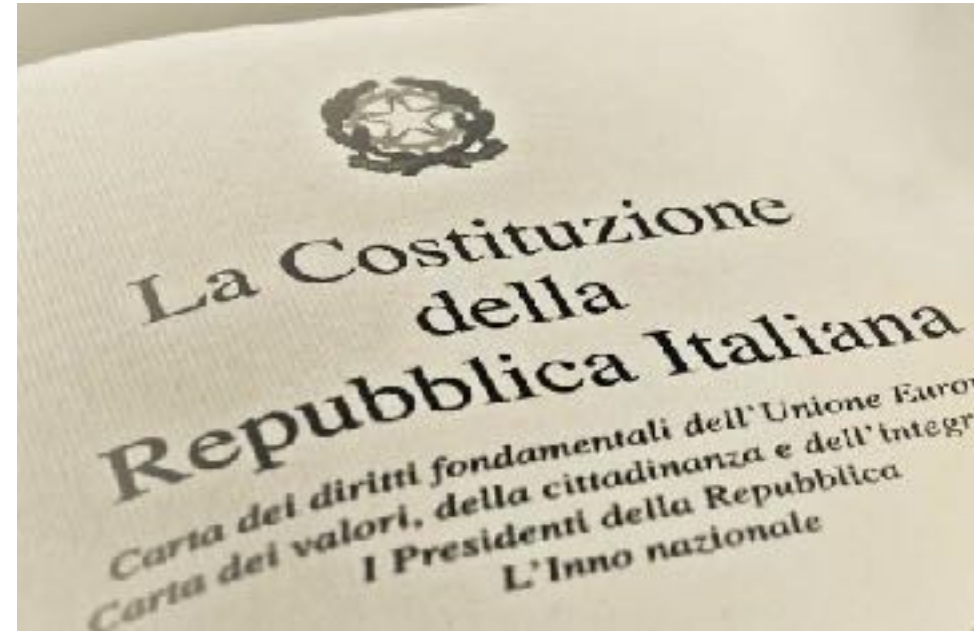 La Costituzione
della
Repubblica Italiana
Carta dei diritti fondamentali dell'Unione
Carta dei valori, della cittadinanza e dell'
I Presidenti della Repubblica
L'Inno nazionale